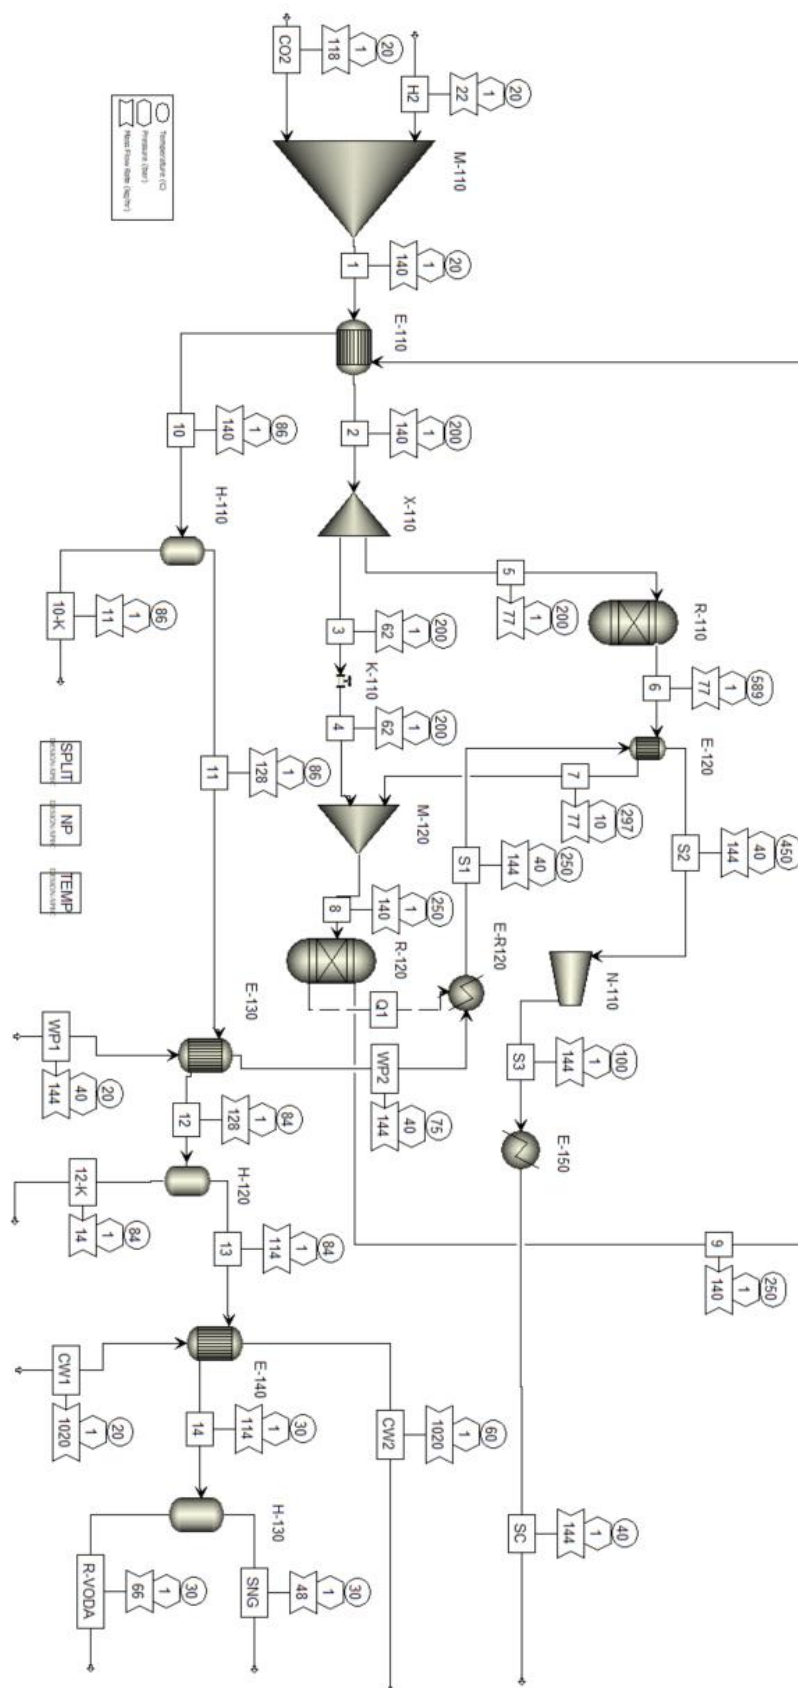 CO2
118
1
20
H2
22
1
20
M-110
Temperature (C)
Pressure (bar)
Mass Flow Rate (kg/hr)
1
140
1
20
E-110
10
140
1
86
2
140
1
200
H-110
X-110
10-K
11
1
86
5
77
1
200
R-110
3
62
1
200
K-110
4
62
1
200
6
77
1
589
E-120
11
128
1
86
7
77
10
297
M-120
SPLIT
DESIGN-SPEC
NP
DESIGN-SPEC
TEMP
DESIGN-SPEC
S1
144
40
250
S2
144
40
450
8
140
1
250
R-120
E-R120
Q1
N-110
E-130
WP1
144
40
20
WP2
144
40
75
S3
144
1
100
12
128
1
84
E-150
H-120
12-K
14
1
84
13
114
1
84
9
140
1
250
E-140
CW1
1020
1
20
14
114
1
30
CW2
1020
1
60
H-130
R-VODA
66
1
30
SNG
48
1
30
SC
144
1
40